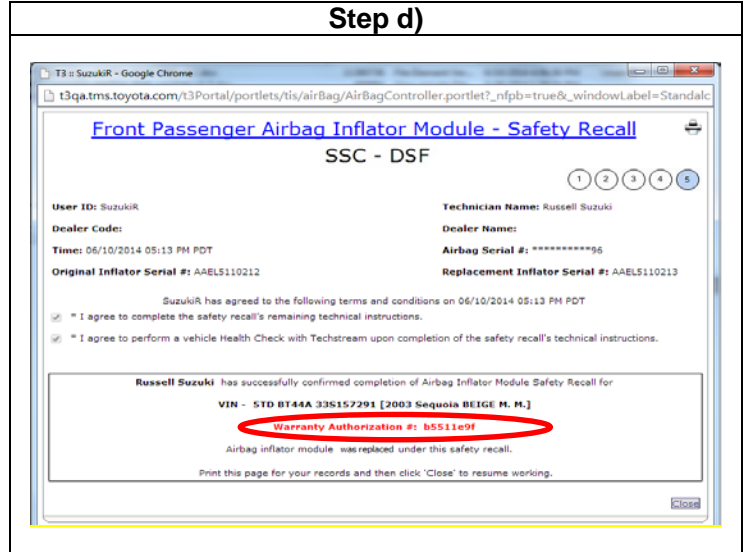 Step d)
T3 :: SuzukiR - Google Chrome
t3qa.tms.toyota.com/t3Portal/portlets/tis/airBag/AirBagController.portlet?_nfpb=true&_windowLabel=Standalc
Front Passenger Airbag Inflator Module - Safety Recall
SSC - DSF
1 2 3 4 5
User ID: SuzukiR Technician Name: Russell Suzuki
Dealer Code: Dealer Name:
Time: 06/10/2014 05:13 PM PDT Airbag Serial #: **********96
Original Inflator Serial #: AAEL5110212 Replacement Inflator Serial #: AAEL5110213
SuzukiR has agreed to the following terms and conditions on 06/10/2014 05:13 PM PDT
* I agree to complete the safety recall's remaining technical instructions.
* I agree to perform a vehicle Health Check with Techstream upon completion of the safety recall's technical instructions.
Russell Suzuki has successfully confirmed completion of Airbag Inflator Module Safety Recall for
VIN - 5TD BT44A 33S157291 [2003 Sequoia BEIGE M. M.]
Warranty Authorization #: b5511e9f
Airbag inflator module was replaced under this safety recall.
Print this page for your records and then click 'Close' to resume working.
Close